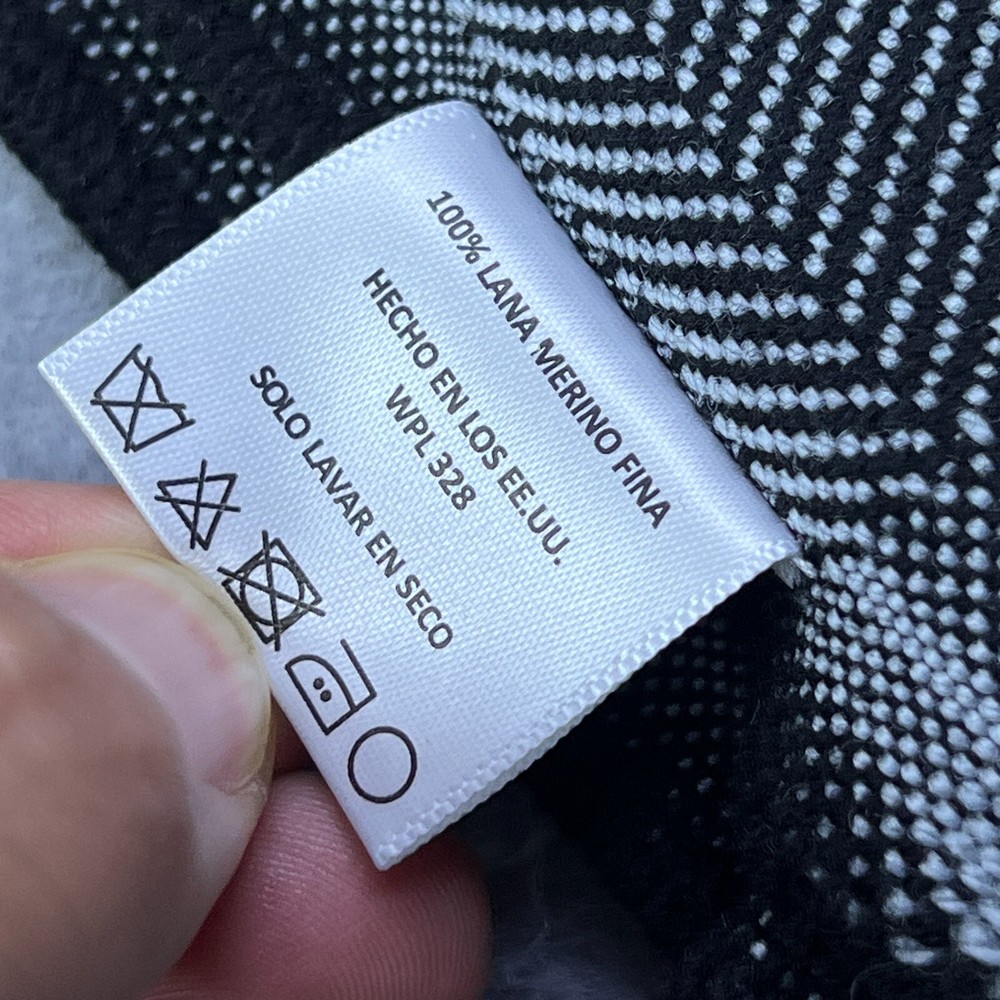 100% LANA MERINO FINA
HECHO EN LOS EE.UU.
WPL 328
SOLO LAVAR EN SECO